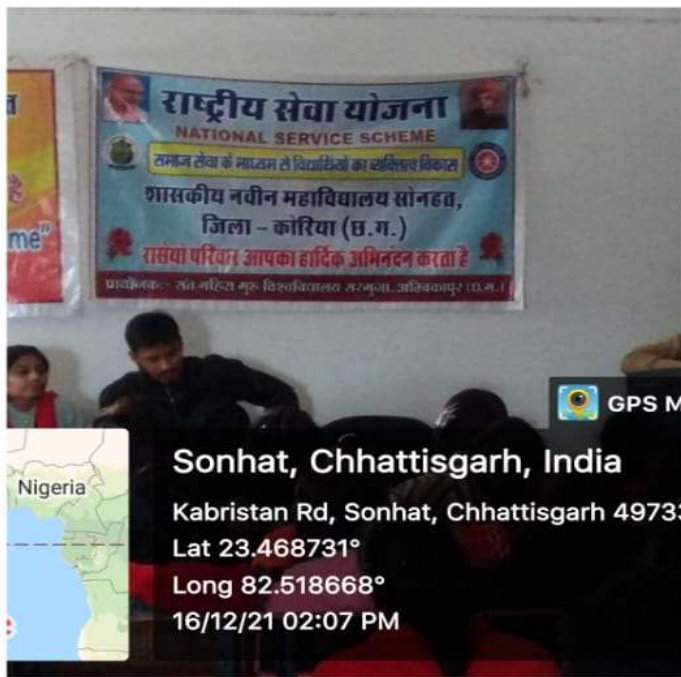 राष्ट्रीय सेवा योजना
NATIONAL SERVICE SCHEME
समाज सेवा के माध्यम से विद्यार्थियों का व्यक्तित्व विकास
शासकीय नवीन महाविद्यालय सोनहत,
जिला - कोरिया (छ.ग.)
रासेयो परिवार आपका हार्दिक अभिनंदन करता है
प्रायोजक:- संत गहिरा गुरु विश्वविद्यालय सरगुजा, अम्बिकापुर (छ.ग.)
त
है
me"
GPS M
Nigeria
Sonhat, Chhattisgarh, India
Kabristan Rd, Sonhat, Chhattisgarh 49733
Lat 23.468731°
Long 82.518668°
16/12/21 02:07 PM